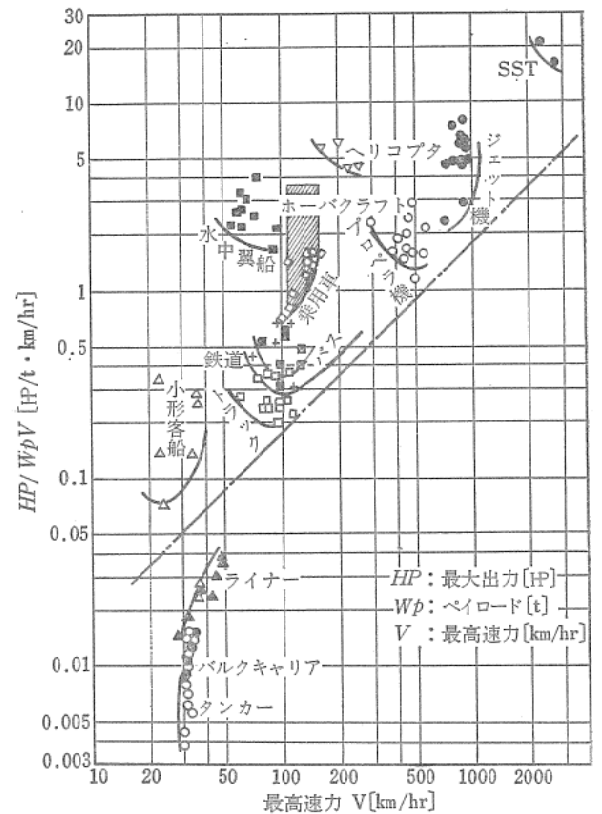 30
20
10
5
1
0.5
0.1
0.05
0.01
0.005
0.003
HP/WpV [HP/t・km/hr]
SST
ヘリコプタ
ジェット機
ホーバクラフト
プロペラ機
水中翼船
乗用車
鉄道
バス
トラック
小形客船
ライナー
HP：最大出力[HP]
Wp：ペイロード[t]
V：最高速力[km/hr]
バルクキャリア
タンカー
10 20 50 100 200 500 1000 2000
最高速力 V[km/hr]